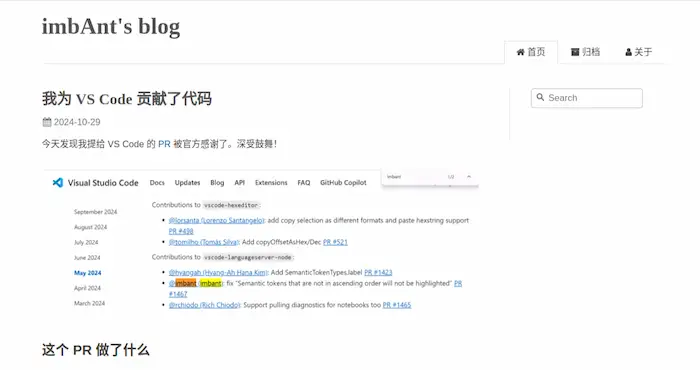 imbAnt's blog
首页
归档
关于
我为 VS Code 贡献了代码
2024-10-29
Search
今天发现我提给 VS Code 的 PR 被官方感谢了。深受鼓舞！
Visual Studio Code
Docs
Updates
Blog
API
Extensions
FAQ
GitHub Copilot
imbant
1/2
September 2024
August 2024
July 2024
June 2024
May 2024
April 2024
March 2024
Contributions to vscode-hexeditor:
@lorsanta (Lorenzo Santangelo): add copy selection as different formats and paste hexstring support
PR #498
@tomilho (Tomás Silva): Add copyOffsetAsHex/Dec PR #521
Contributions to vscode-languageserver-node:
@hyangah (Hyang-Ah Hana Kim): Add SemanticTokenTypes.label PR #1423
@imbant (imbant): fix "Semantic tokens that are not in ascending order will not be highlighted" PR
#1467
@rchiodo (Rich Chiodo): Support pulling diagnostics for notebooks too PR #1465
这个 PR 做了什么